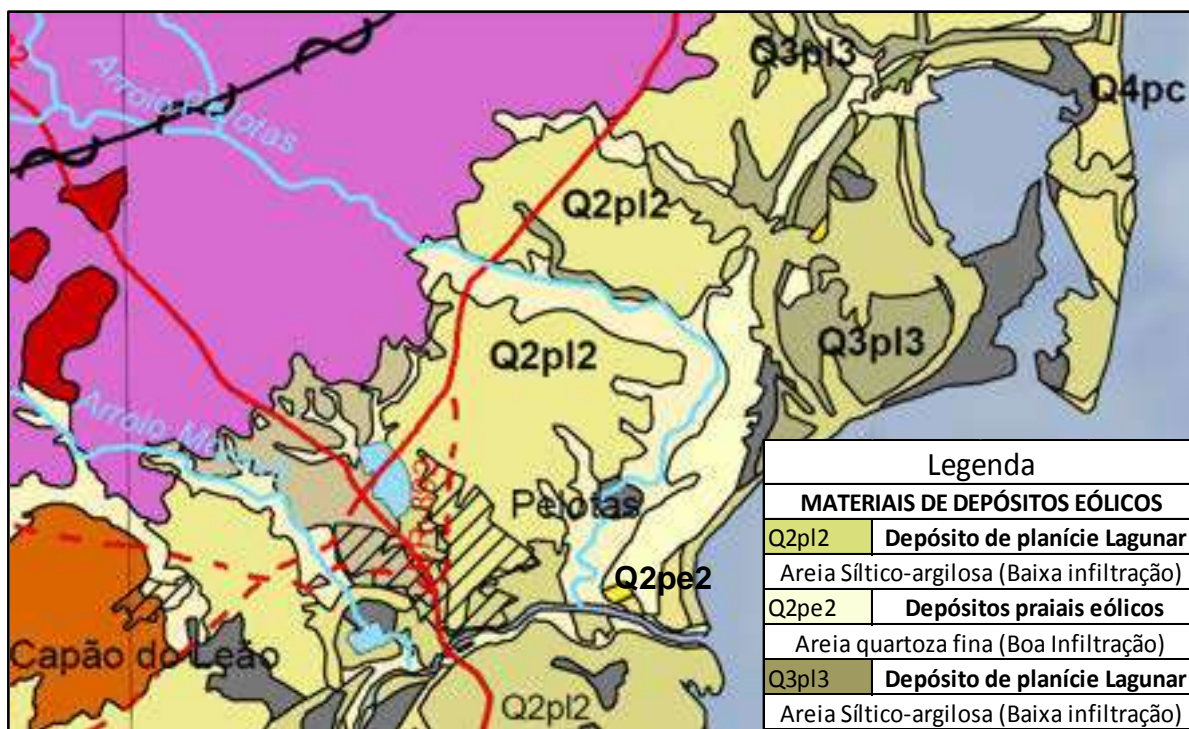 Q3pl3
Q4pc
Arroio Pelotas
Q2pl2
Q2pl2
Q3pl3
Arroio M
Pelotas
Q2pe2
Capão do Leão
Q2pl2
Legenda
MATERIAIS DE DEPÓSITOS EÓLICOS
Q2pl2 Depósito de planície Lagunar
Areia Síltico-argilosa (Baixa infiltração)
Q2pe2 Depósitos praiais eólicos
Areia quartoza fina (Boa Infiltração)
Q3pl3 Depósito de planície Lagunar
Areia Síltico-argilosa (Baixa infiltração)